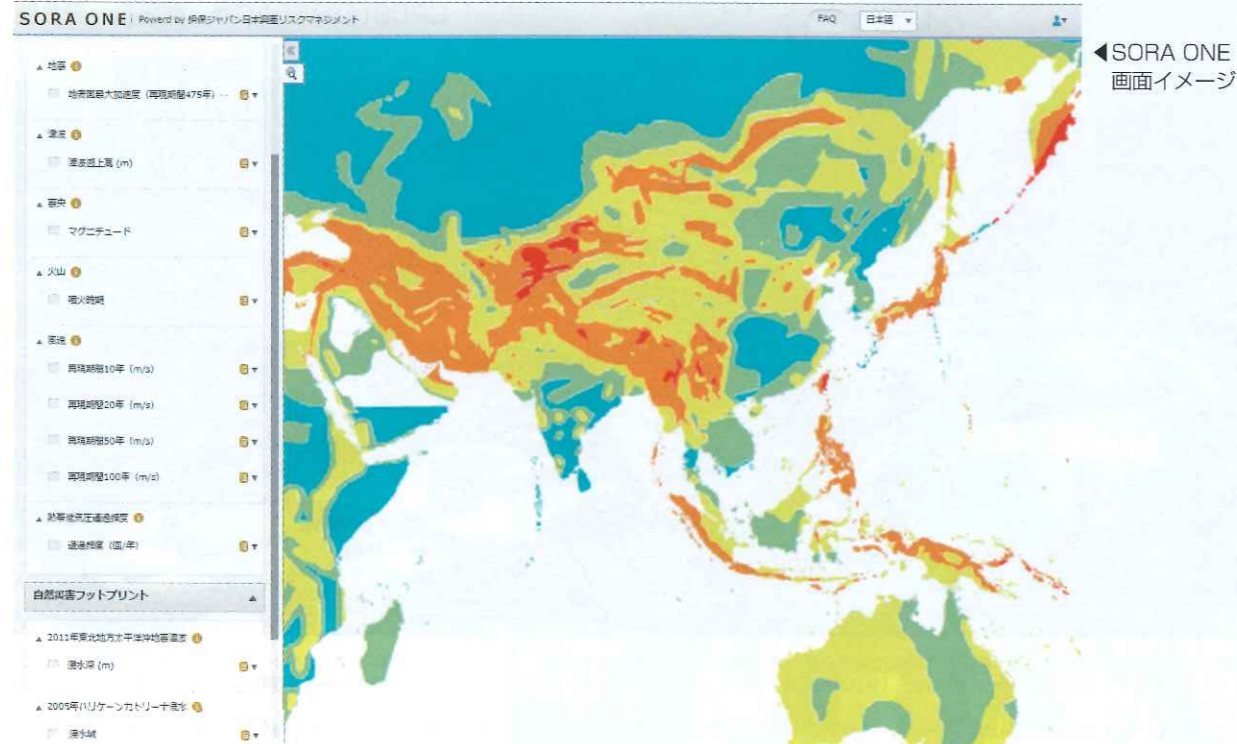 SORA ONE Powerd by 損保ジャパン日本興亜リスクマネジメント
FAQ
日本語
◀SORA ONE
画面イメージ
地震
地表面最大加速度（再現期間475年）
津波
津波遡上高 (m)
震央
マグニチュード
火山
噴火時期
風速
再現期間10年 (m/s)
再現期間20年 (m/s)
再現期間50年 (m/s)
再現期間100年 (m/s)
熱帯低気圧通過頻度
通過頻度（個/年）
自然災害フットプリント
2011年東北地方太平洋沖地震津波
浸水深 (m)
2005年ハリケーンカトリーナ浸水
浸水域